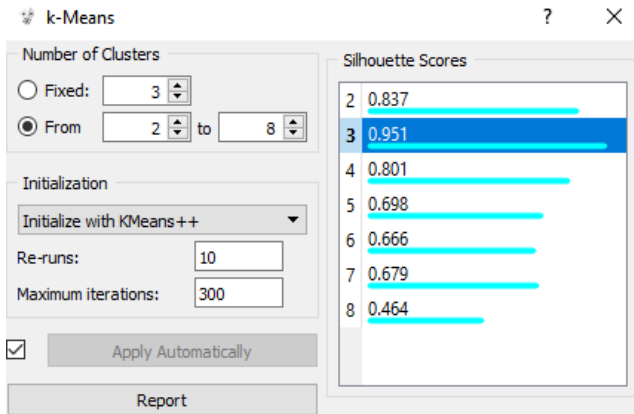 k-Means ? ×
Number of Clusters
Fixed: 3
From 2 to 8
Initialization
Initialize with KMeans++
Re-runs: 10
Maximum iterations: 300
Apply Automatically
Report
Silhouette Scores
2 0.837
3 0.951
4 0.801
5 0.698
6 0.666
7 0.679
8 0.464